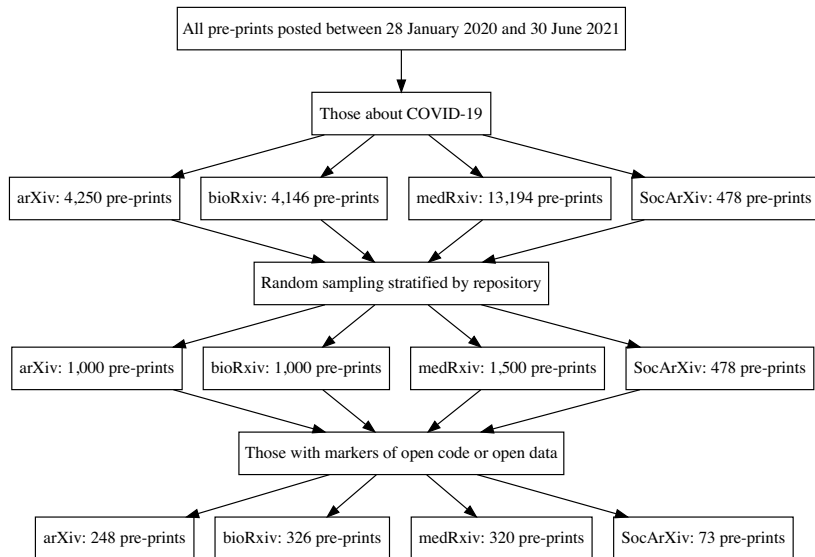 All pre-prints posted between 28 January 2020 and 30 June 2021
Those about COVID-19
arXiv: 4,250 pre-prints
bioRxiv: 4,146 pre-prints
medRxiv: 13,194 pre-prints
SocArXiv: 478 pre-prints
Random sampling stratified by repository
arXiv: 1,000 pre-prints
bioRxiv: 1,000 pre-prints
medRxiv: 1,500 pre-prints
SocArXiv: 478 pre-prints
Those with markers of open code or open data
arXiv: 248 pre-prints
bioRxiv: 326 pre-prints
medRxiv: 320 pre-prints
SocArXiv: 73 pre-prints